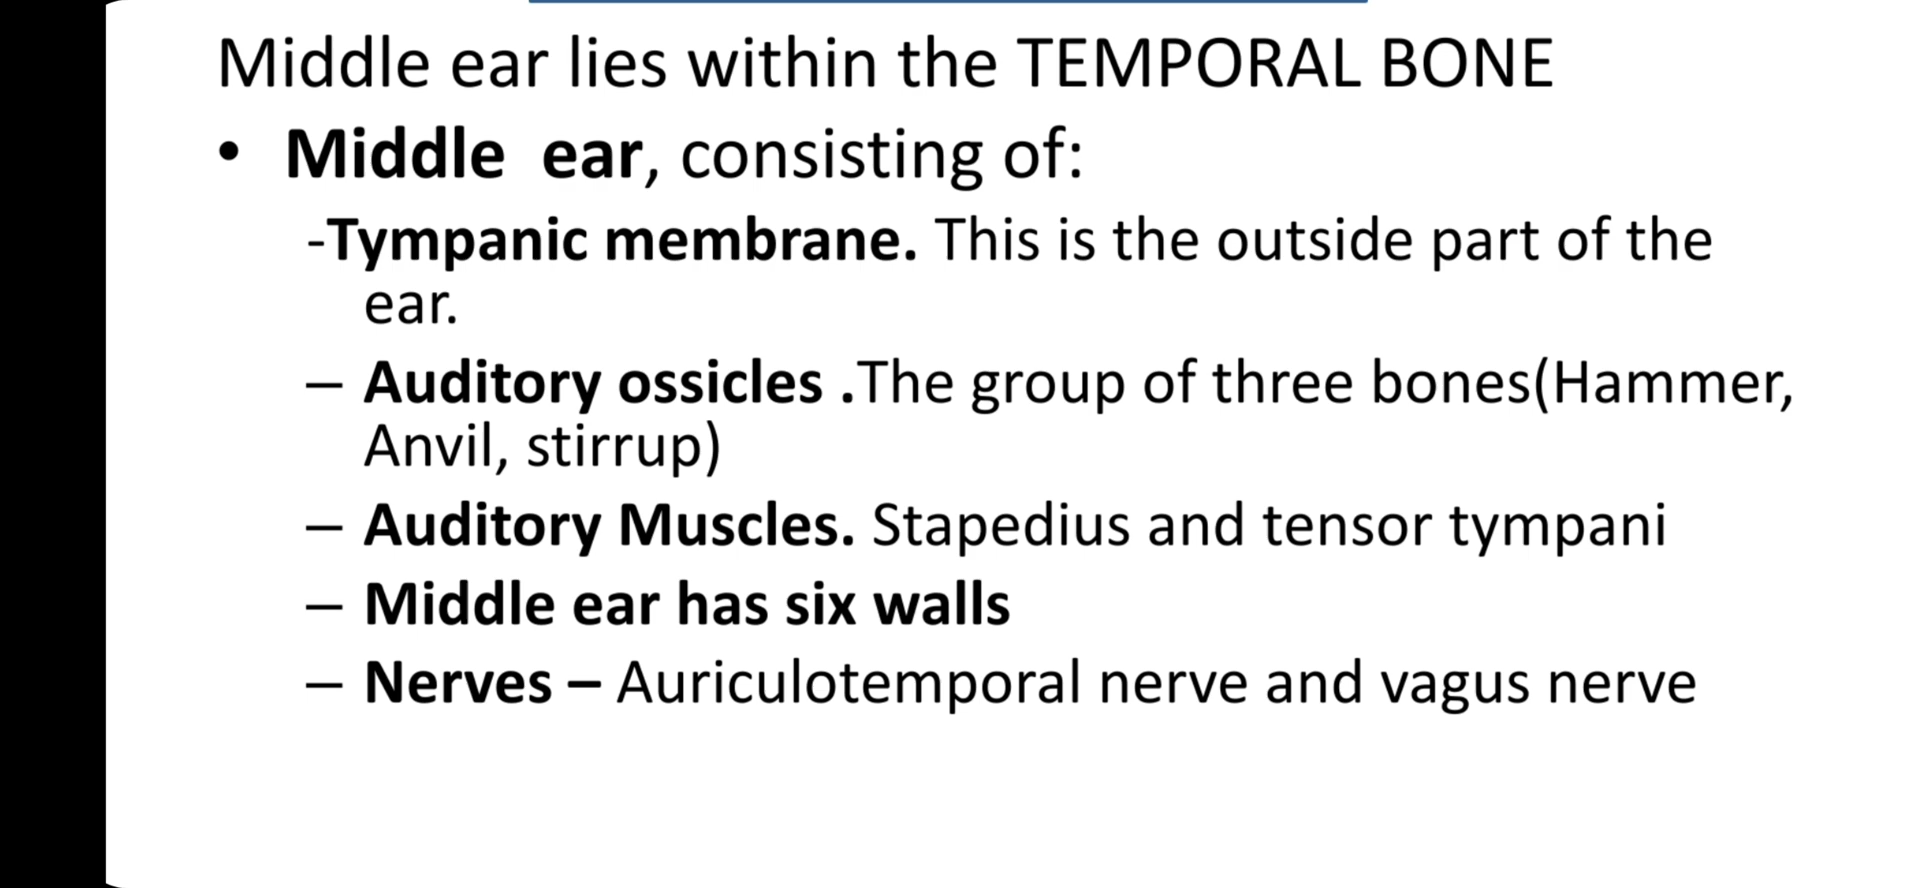 Middle ear lies within the TEMPORAL BONE
• Middle  ear, consisting of:
-Tympanic membrane. This is the outside part of the
ear.
– Auditory ossicles .The group of three bones(Hammer,
Anvil, stirrup)
– Auditory Muscles. Stapedius and tensor tympani
– Middle ear has six walls
– Nerves – Auriculotemporal nerve and vagus nerve